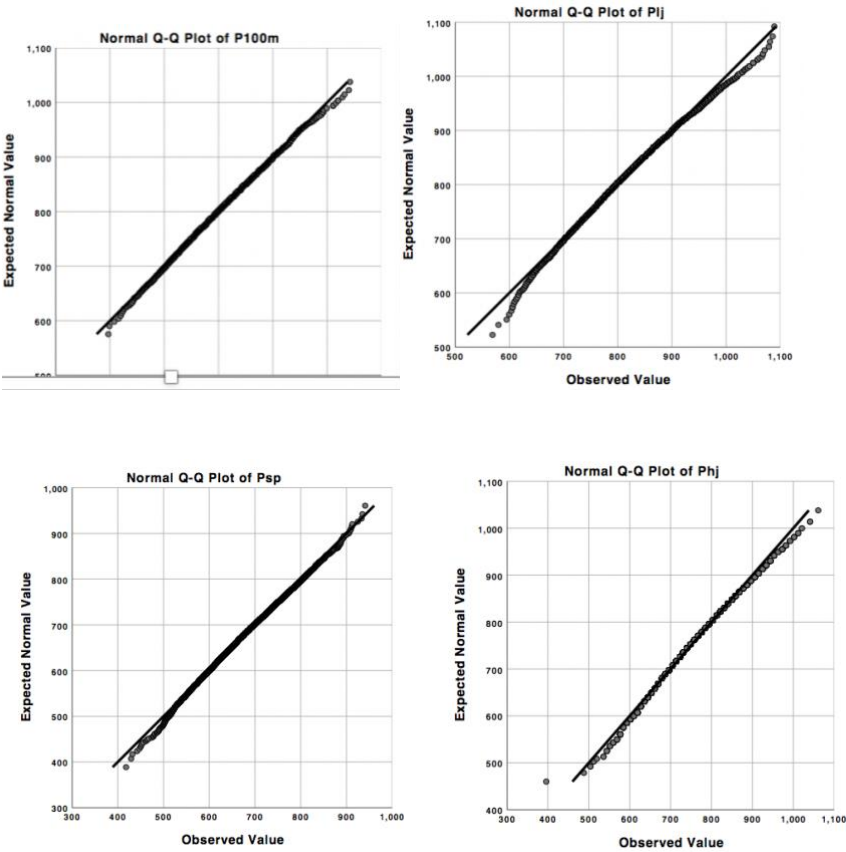 Normal Q-Q Plot of P100m
1,100
1,000
900
800
700
600
Expected Normal Value
Normal Q-Q Plot of Plj
1,100
1,000
900
800
700
600
500
Expected Normal Value
500 600 700 800 900 1,000 1,100
Observed Value
Normal Q-Q Plot of Psp
1,000
900
800
700
600
500
400
300
Expected Normal Value
300 400 500 600 700 800 900 1,000
Observed Value
Normal Q-Q Plot of Phj
1,100
1,000
900
800
700
600
500
400
Expected Normal Value
300 400 500 600 700 800 900 1,000 1,100
Observed Value